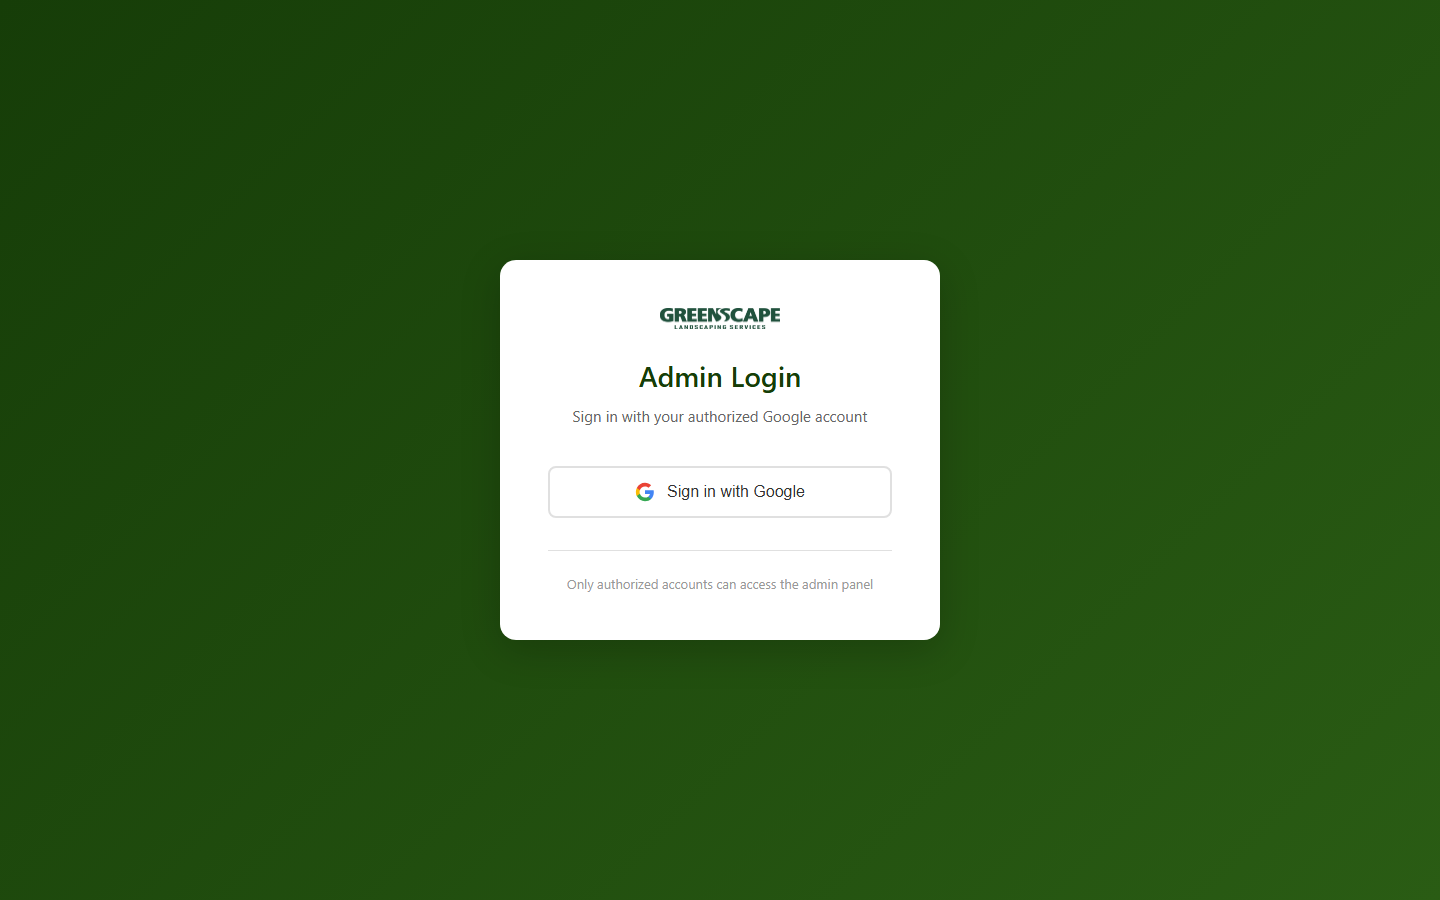 GREENSCAPE
LANDSCAPING SERVICES
Admin Login
Sign in with your authorized Google account
Sign in with Google
Only authorized accounts can access the admin panel